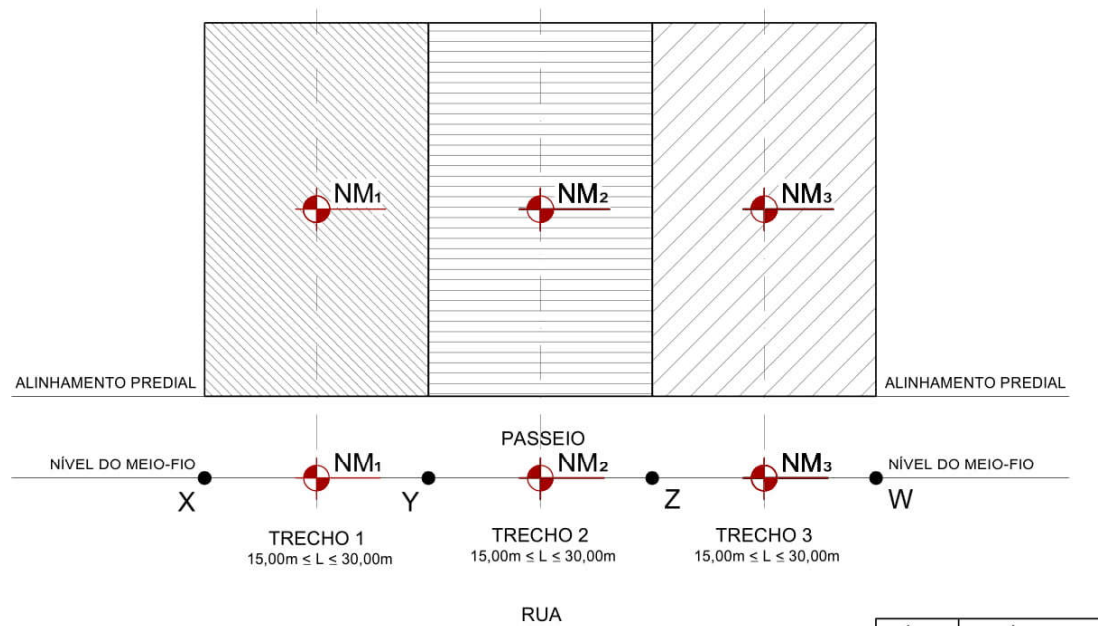 NM₁
NM₂
NM₃
ALINHAMENTO PREDIAL
ALINHAMENTO PREDIAL
PASSEIO
NÍVEL DO MEIO-FIO
NM₁
NM₂
NM₃
NÍVEL DO MEIO-FIO
X
Y
Z
W
TRECHO 1
15,00m ≤ L ≤ 30,00m
TRECHO 2
15,00m ≤ L ≤ 30,00m
TRECHO 3
15,00m ≤ L ≤ 30,00m
RUA